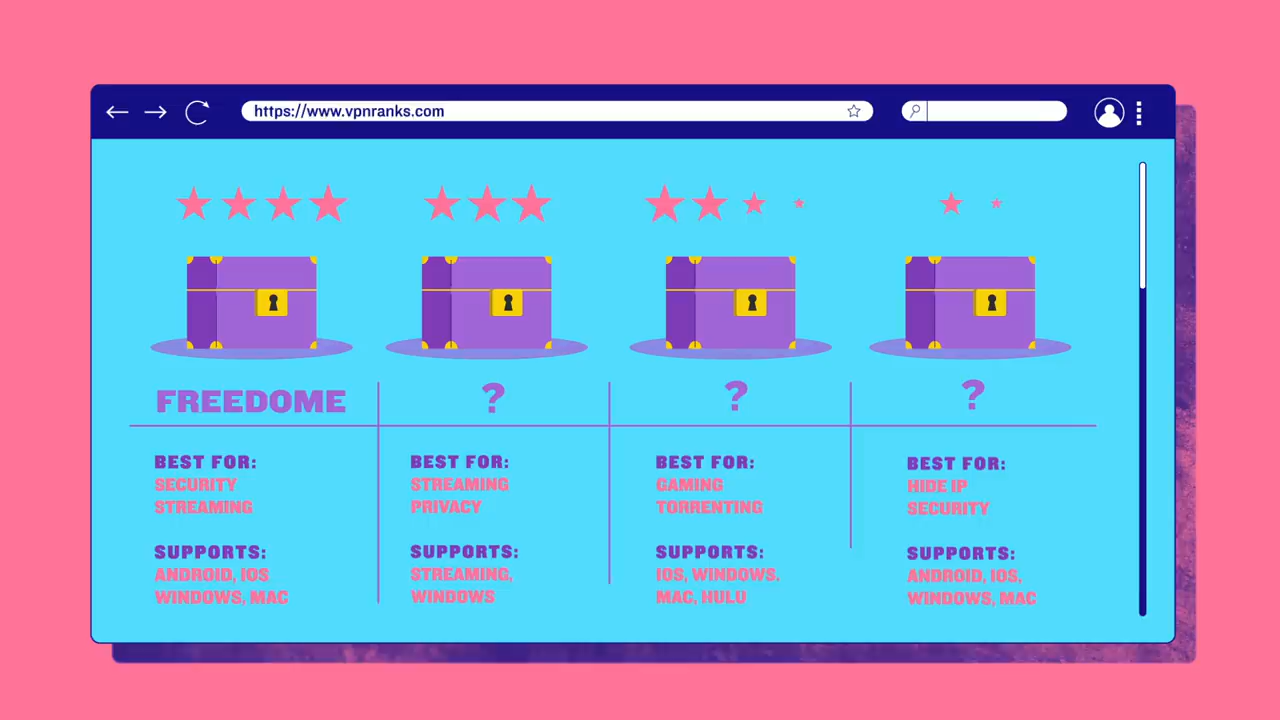 https://www.vpnranks.com
FREEDOME
?
?
?
BEST FOR:
SECURITY
STREAMING
SUPPORTS:
ANDROID, IOS
WINDOWS, MAC
BEST FOR:
STREAMING
PRIVACY
SUPPORTS:
STREAMING,
WINDOWS
BEST FOR:
GAMING
TORRENTING
SUPPORTS:
IOS, WINDOWS,
MAC, HULU
BEST FOR:
HIDE IP
SECURITY
SUPPORTS:
ANDROID, IOS,
WINDOWS, MAC